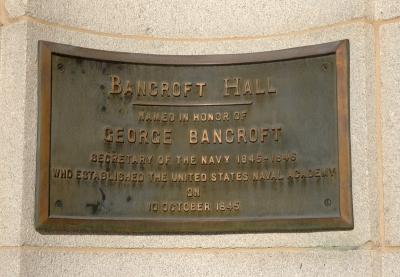 BANCROFT HALL
NAMED IN HONOR OF
GEORGE BANCROFT
SECRETARY OF THE NAVY 1845-1846
WHO ESTABLISHED THE UNITED STATES NAVAL ACADEMY
ON
10 OCTOBER 1845